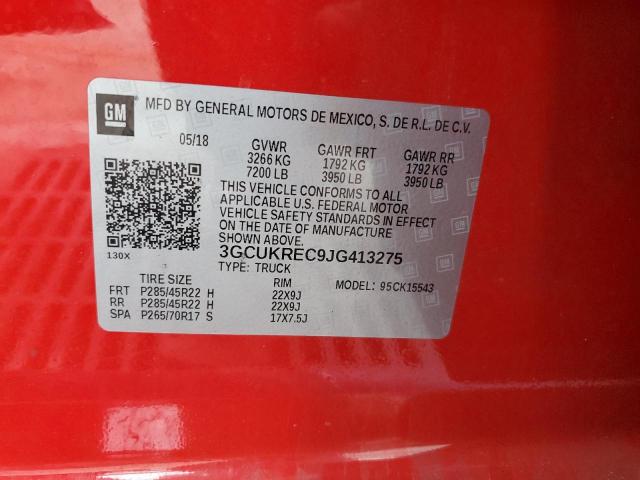 GM MFD BY GENERAL MOTORS DE MEXICO, S. DE R.L. DE C.V.
05/18 GVWR GAWR FRT GAWR RR
3266 KG 1792 KG 1792 KG
7200 LB 3950 LB 3950 LB
THIS VEHICLE CONFORMS TO ALL
APPLICABLE U.S. FEDERAL MOTOR
VEHICLE SAFETY STANDARDS IN EFFECT
ON THE DATE OF MANUFACTURE
SHOWN ABOVE.
130X 3GCUKREC9JG413275
TYPE: TRUCK
TIRE SIZE RIM MODEL: 95CK15543
FRT P285/45R22 H 22X9J
RR P285/45R22 H 22X9J
SPA P265/70R17 S 17X7.5J